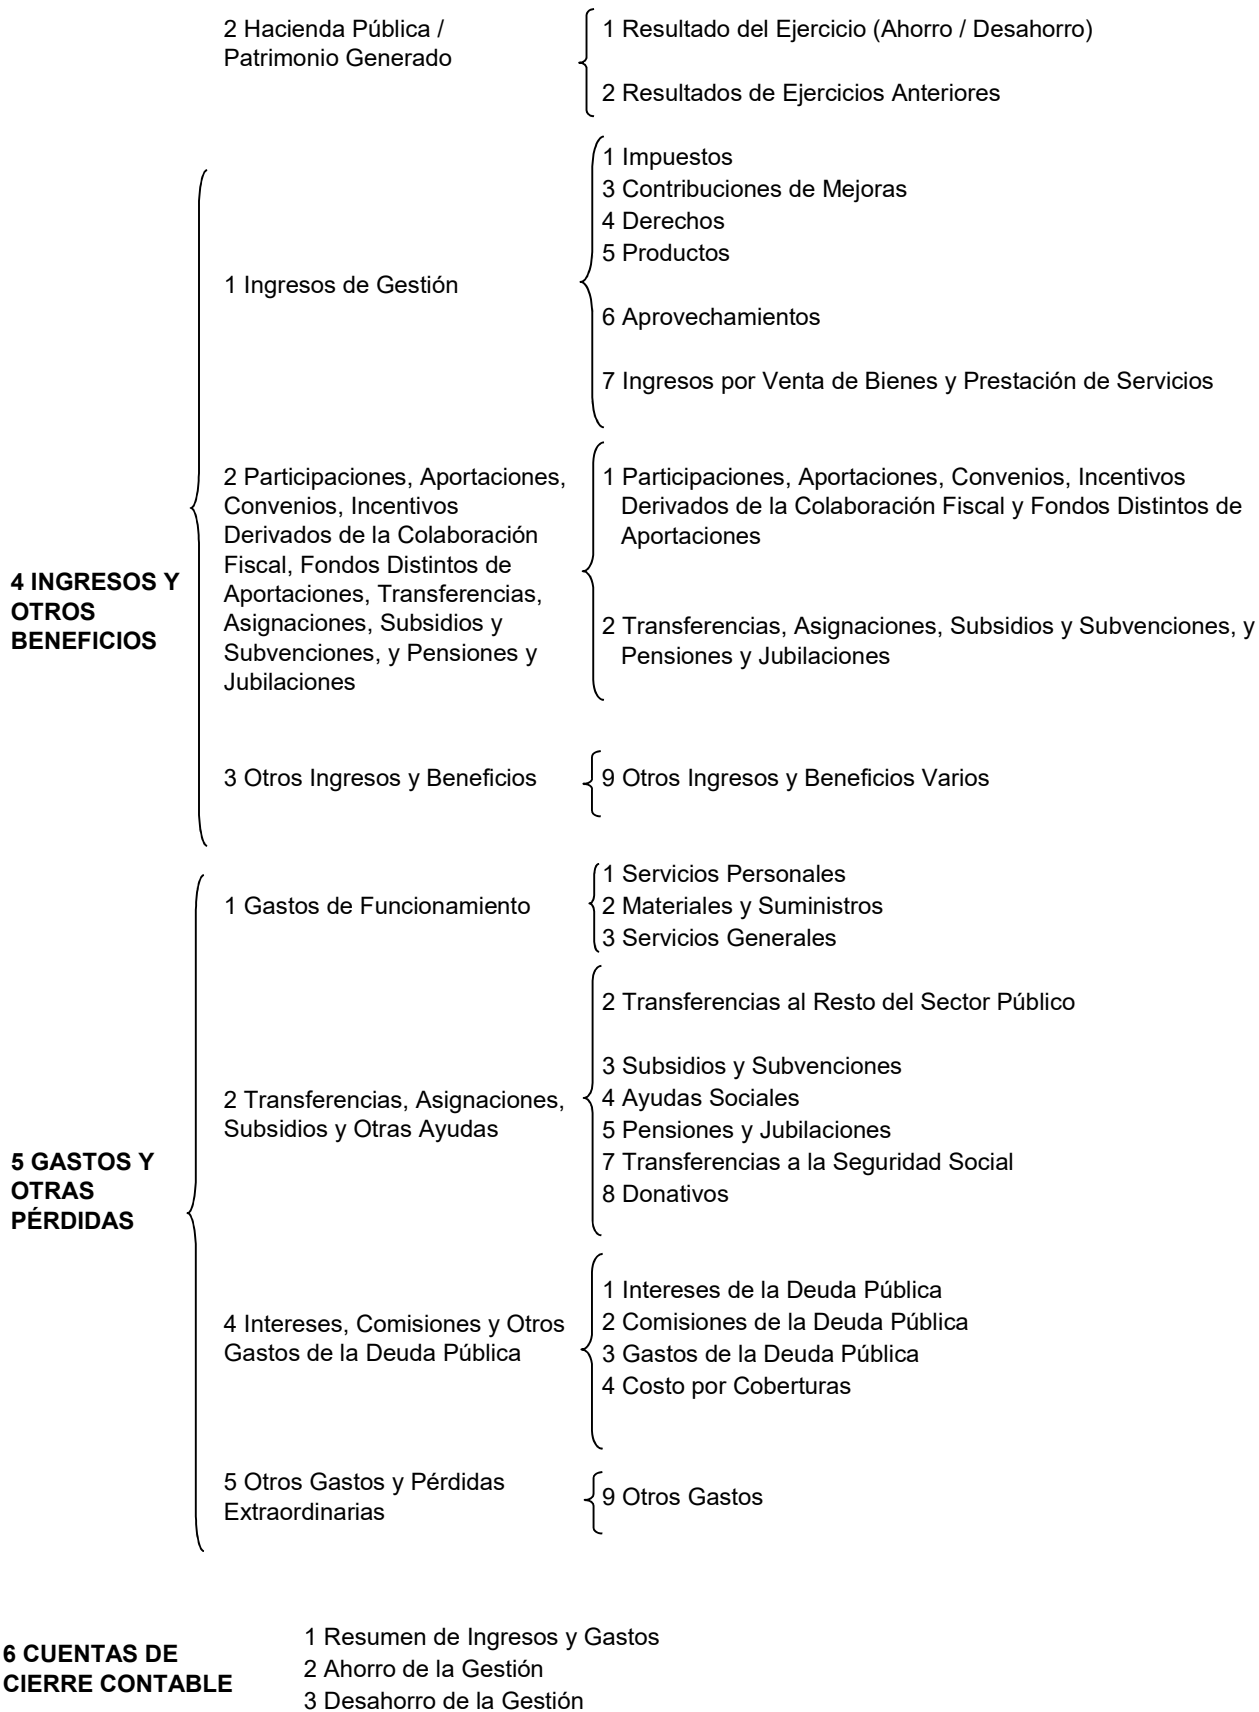 2 Hacienda Pública /
Patrimonio Generado
1 Resultado del Ejercicio (Ahorro / Desahorro)
2 Resultados de Ejercicios Anteriores
4 INGRESOS Y
OTROS
BENEFICIOS
1 Ingresos de Gestión
1 Impuestos
3 Contribuciones de Mejoras
4 Derechos
5 Productos
6 Aprovechamientos
7 Ingresos por Venta de Bienes y Prestación de Servicios
2 Participaciones, Aportaciones,
Convenios, Incentivos
Derivados de la Colaboración
Fiscal, Fondos Distintos de
Aportaciones, Transferencias,
Asignaciones, Subsidios y
Subvenciones, y Pensiones y
Jubilaciones
1 Participaciones, Aportaciones, Convenios, Incentivos
Derivados de la Colaboración Fiscal y Fondos Distintos de
Aportaciones
2 Transferencias, Asignaciones, Subsidios y Subvenciones, y
Pensiones y Jubilaciones
3 Otros Ingresos y Beneficios
9 Otros Ingresos y Beneficios Varios
5 GASTOS Y
OTRAS
PÉRDIDAS
1 Gastos de Funcionamiento
1 Servicios Personales
2 Materiales y Suministros
3 Servicios Generales
2 Transferencias, Asignaciones,
Subsidios y Otras Ayudas
2 Transferencias al Resto del Sector Público
3 Subsidios y Subvenciones
4 Ayudas Sociales
5 Pensiones y Jubilaciones
7 Transferencias a la Seguridad Social
8 Donativos
4 Intereses, Comisiones y Otros
Gastos de la Deuda Pública
1 Intereses de la Deuda Pública
2 Comisiones de la Deuda Pública
3 Gastos de la Deuda Pública
4 Costo por Coberturas
5 Otros Gastos y Pérdidas
Extraordinarias
9 Otros Gastos
6 CUENTAS DE
CIERRE CONTABLE
1 Resumen de Ingresos y Gastos
2 Ahorro de la Gestión
3 Desahorro de la Gestión